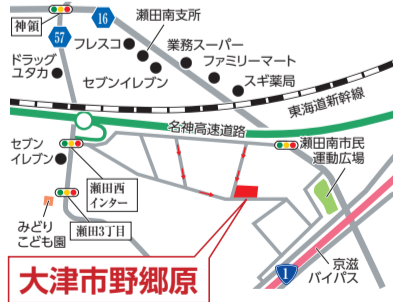 神領
16
57
瀬田南支所
フレスコ
業務スーパー
ドラッグ
ユタカ
ファミリーマート
セブンイレブン
スギ薬局
東海道新幹線
名神高速道路
セブン
イレブン
瀬田南市民
運動広場
瀬田西
インター
みどり
こども園
瀬田3丁目
大津市野郷原
1
京滋
バイパス